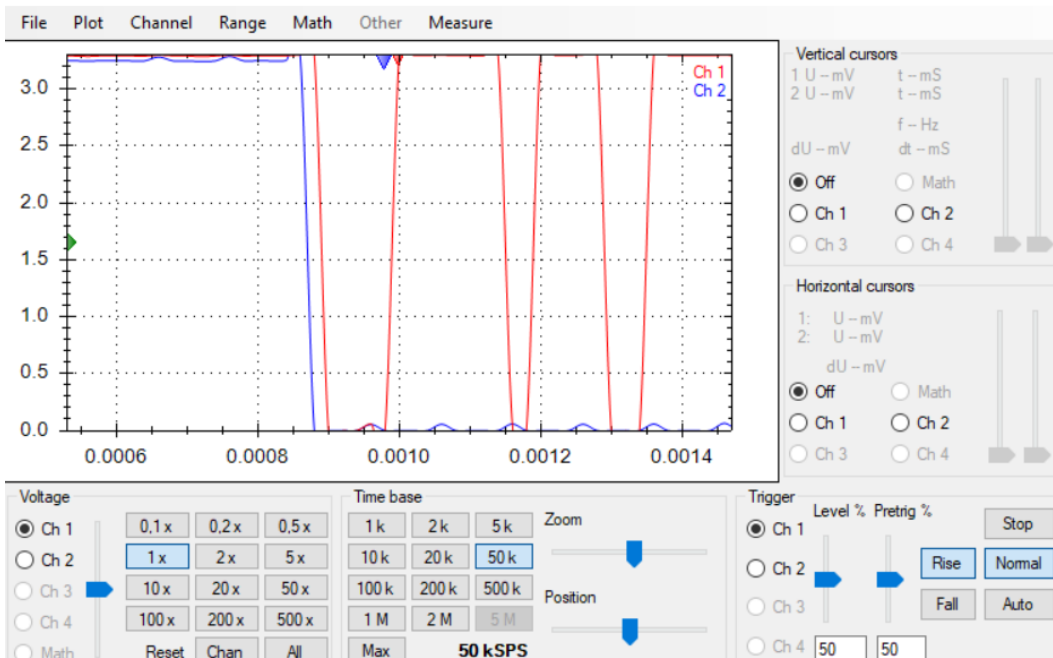 File Plot Channel Range Math Other Measure
3.0
2.5
2.0
1.5
1.0
0.5
0.0
0.0006 0.0008 0.0010 0.0012 0.0014
Ch 1
Ch 2
Vertical cursors
1 U -- mV t -- mS
2 U -- mV t -- mS
f -- Hz
dU -- mV dt -- mS
Off Math
Ch 1 Ch 2
Ch 3 Ch 4
Horizontal cursors
1: U -- mV
2: U -- mV
dU -- mV
Off Math
Ch 1 Ch 2
Ch 3 Ch 4
Voltage
Ch 1
Ch 2
Ch 3
Ch 4
Math
0,1 x 0,2 x 0,5 x
1 x 2 x 5 x
10 x 20 x 50 x
100 x 200 x 500 x
Reset Chan All
Time base
1 k 2 k 5 k
10 k 20 k 50 k
100 k 200 k 500 k
1 M 2 M 5 M
Max 50 kSPS
Zoom
Position
Trigger
Ch 1
Ch 2
Ch 3
Ch 4
Level % Pretrig %
50 50
Stop
Rise Normal
Fall Auto